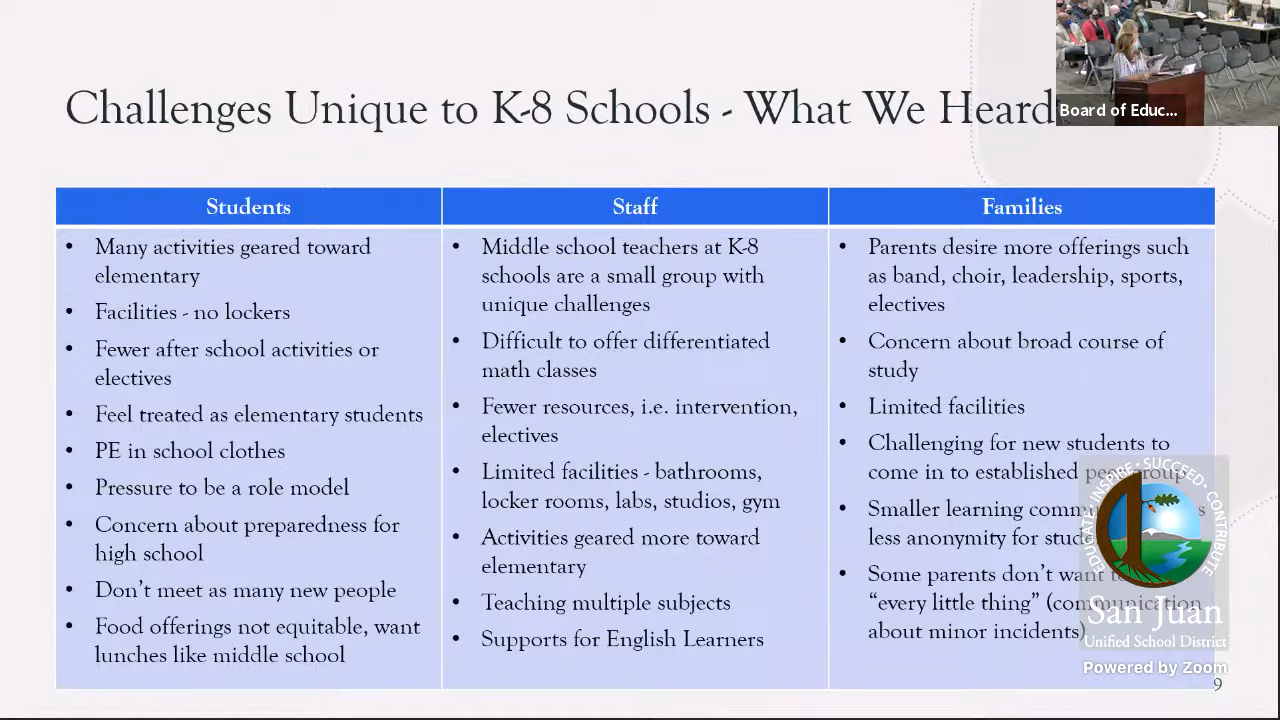 Challenges Unique to K-8 Schools - What We Heard
Board of Educ...
Students
Staff
Families
• Many activities geared toward
elementary
• Facilities - no lockers
• Fewer after school activities or
electives
• Feel treated as elementary students
• PE in school clothes
• Pressure to be a role model
• Concern about preparedness for
high school
• Don't meet as many new people
• Food offerings not equitable, want
lunches like middle school
• Middle school teachers at K-8
schools are a small group with
unique challenges
• Difficult to offer differentiated
math classes
• Fewer resources, i.e. intervention,
electives
• Limited facilities - bathrooms,
locker rooms, labs, studios, gym
• Activities geared more toward
elementary
• Teaching multiple subjects
• Supports for English Learners
• Parents desire more offerings such
as band, choir, leadership, sports,
electives
• Concern about broad course of
study
• Limited facilities
• Challenging for new students to
come in to established
• Smaller learning
less anonymity for
• Some parents don't want
"every little thing" (communication
about minor incidents)
EDUCATE · INSPIRE · SUCCEED · CONTRIBUTE
San Juan
Unified School District
Powered by Zoom
9